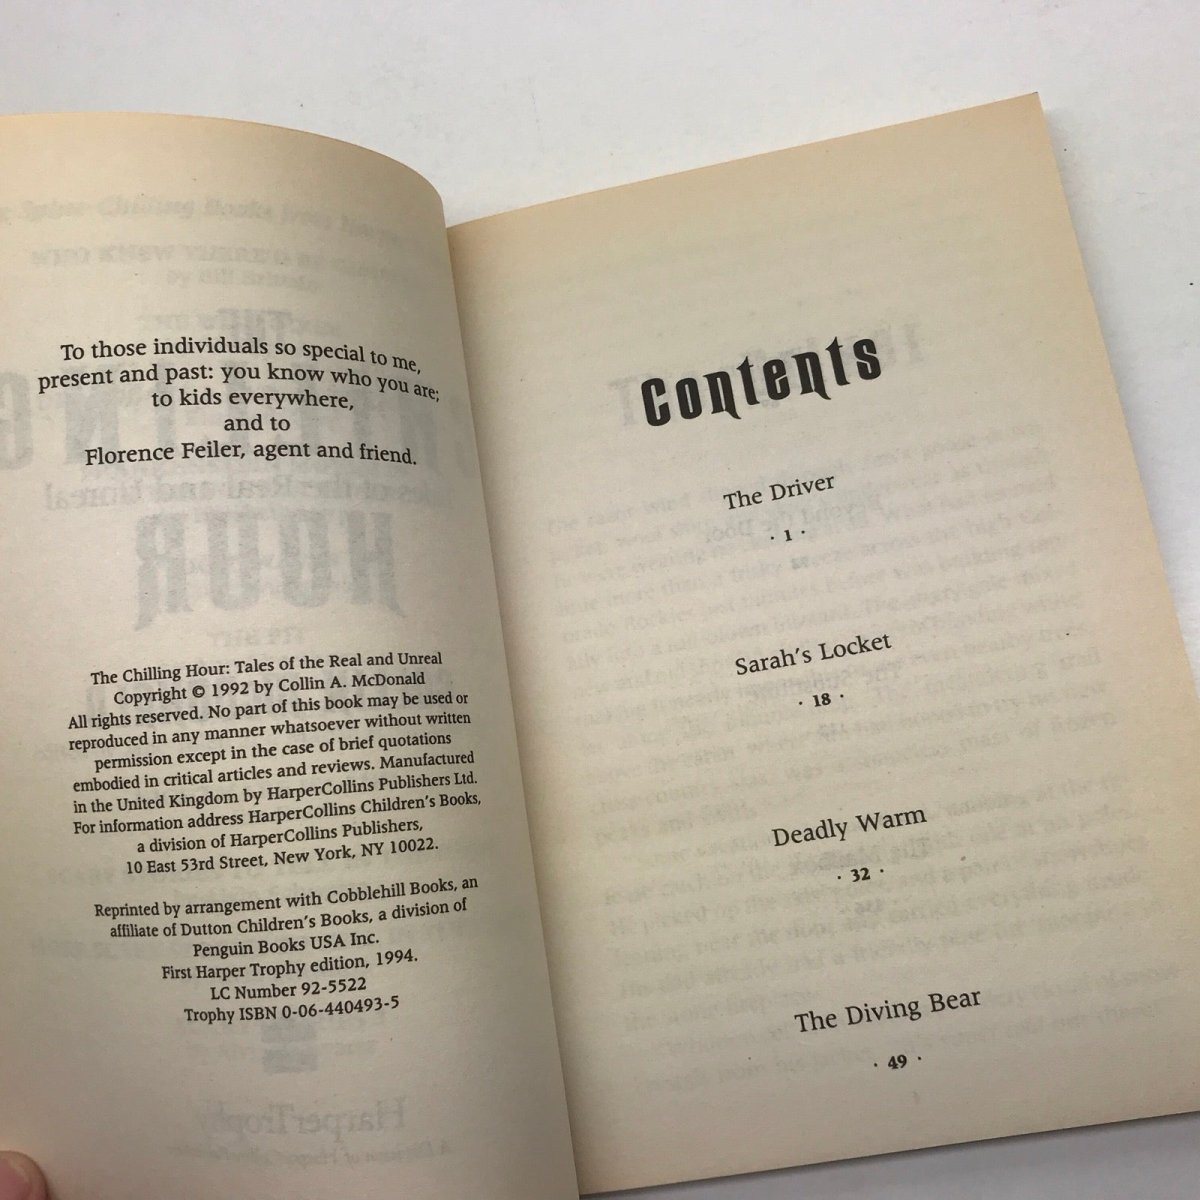 To those individuals so special to me,
present and past: you know who you are;
to kids everywhere,
and to
Florence Feiler, agent and friend.
The Chilling Hour: Tales of the Real and Unreal
Copyright © 1992 by Collin A. McDonald
All rights reserved. No part of this book may be used or
reproduced in any manner whatsoever without written
permission except in the case of brief quotations
embodied in critical articles and reviews. Manufactured
in the United Kingdom by HarperCollins Publishers Ltd.
For information address HarperCollins Children's Books,
a division of HarperCollins Publishers,
10 East 53rd Street, New York, NY 10022.
Reprinted by arrangement with Cobblehill Books, an
affiliate of Dutton Children's Books, a division of
Penguin Books USA Inc.
First Harper Trophy edition, 1994.
LC Number 92-5522
Trophy ISBN 0-06-440493-5
Contents
The Driver
· 1 ·
Sarah's Locket
· 18 ·
Deadly Warm
· 32 ·
The Diving Bear
· 49 ·